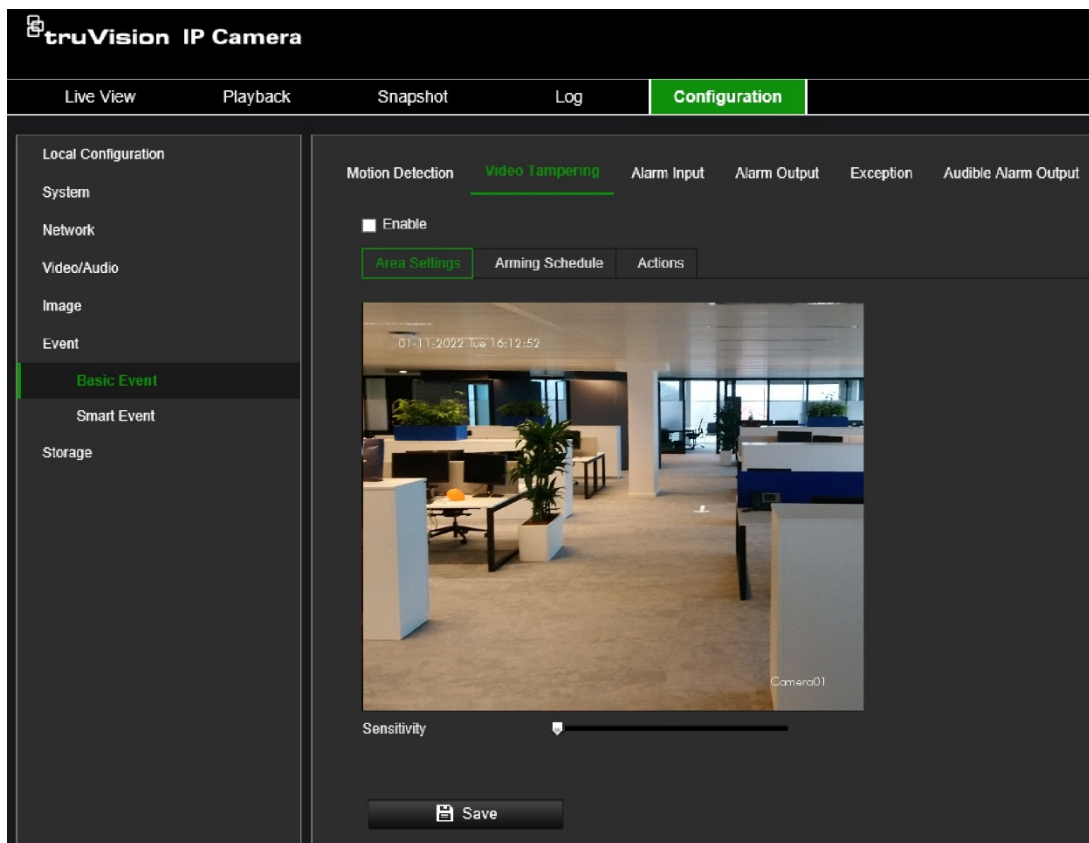 truVision IP Camera
Live View Playback Snapshot Log Configuration
Local Configuration
System
Network
Video/Audio
Image
Event
Basic Event
Smart Event
Storage
Motion Detection Video Tampering Alarm Input Alarm Output Exception Audible Alarm Output
Enable
Area Settings Arming Schedule Actions
01-11-2022 Tue 16:12:52
Camera01
Sensitivity
Save